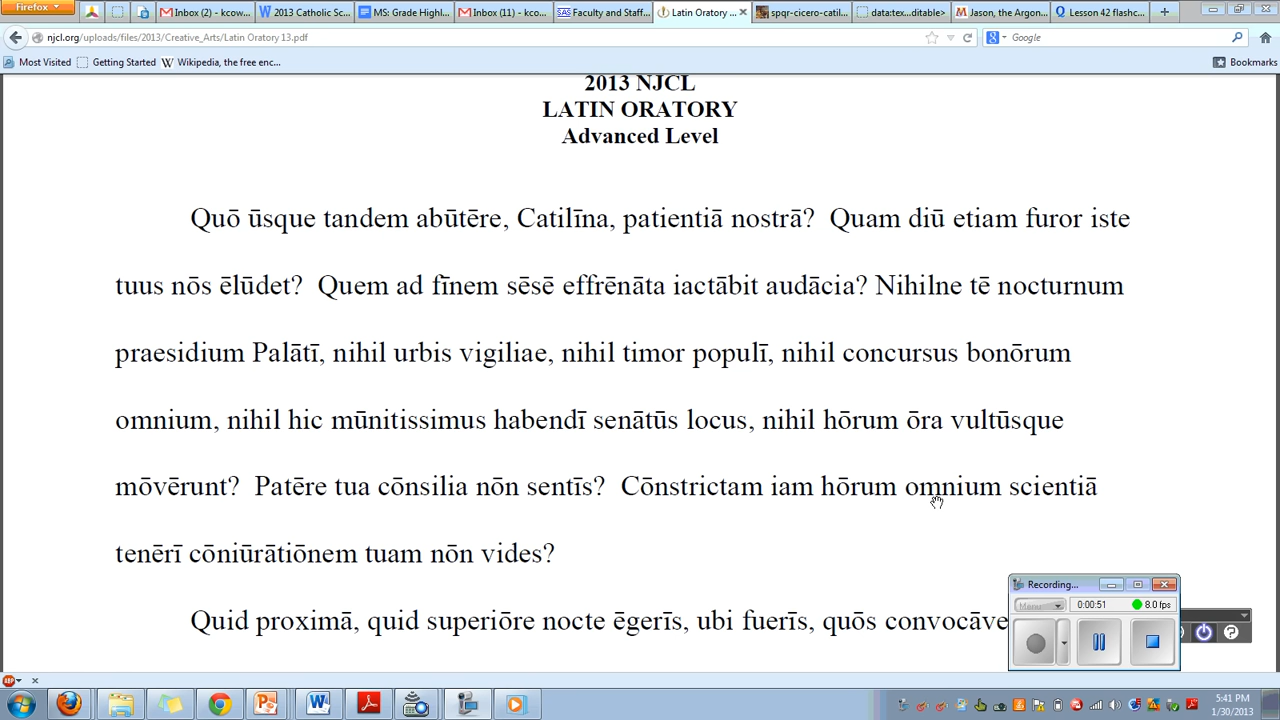 Firefox
Inbox (2) - kcow...
2013 Catholic Sc...
MS: Grade Highl...
Inbox (11) - kco...
Faculty and Staff...
Latin Oratory ...
spqr-cicero-catil...
data:tex...ditable>
Jason, the Argon...
Lesson 42 flashc...
njcl.org/uploads/files/2013/Creative_Arts/Latin Oratory 13.pdf
Google
Most Visited
Getting Started
Wikipedia, the free enc...
Bookmarks
2013 NJCL
LATIN ORATORY
Advanced Level
Quō ūsque tandem abūtēre, Catilīna, patientiā nostrā? Quam diū etiam furor iste
tuus nōs ēlūdet? Quem ad fīnem sēsē effrēnāta iactābit audācia? Nihilne tē nocturnum
praesidium Palātī, nihil urbis vigiliae, nihil timor populī, nihil concursus bonōrum
omnium, nihil hic mūnitissimus habendī senātūs locus, nihil hōrum ōra vultūsque
mōvērunt? Patēre tua cōnsilia nōn sentīs? Cōnstrictam iam hōrum omnium scientiā
tenērī cōniūrātiōnem tuam nōn vides?
Quid proximā, quid superiōre nocte ēgerīs, ubi fuerīs, quōs convocāve
Recording...
Menu
0:00:51
8.0 fps
ABP
5:41 PM
1/30/2013